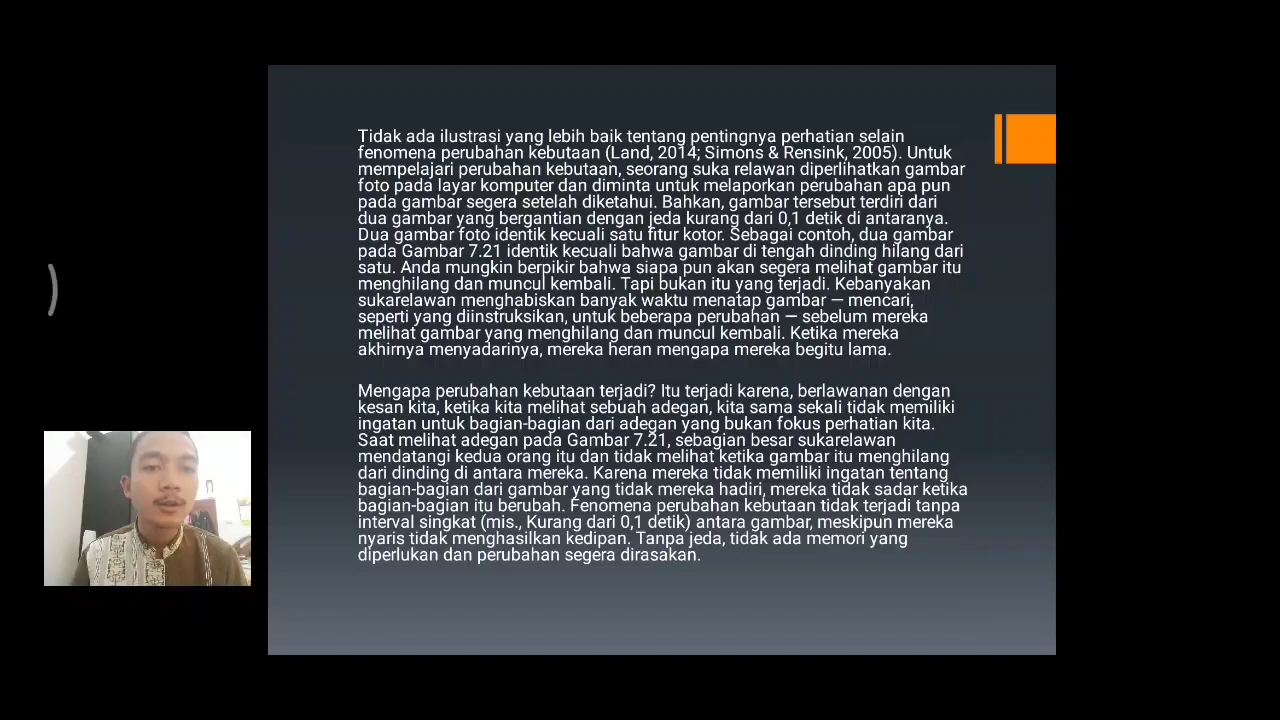 Tidak ada ilustrasi yang lebih baik tentang pentingnya perhatian selain
fenomena perubahan kebutaan (Land, 2014; Simons & Rensink, 2005). Untuk
mempelajari perubahan kebutaan, seorang suka relawan diperlihatkan gambar
foto pada layar komputer dan diminta untuk melaporkan perubahan apa pun
pada gambar segera setelah diketahui. Bahkan, gambar tersebut terdiri dari
dua gambar yang bergantian dengan jeda kurang dari 0,1 detik di antaranya.
Dua gambar foto identik kecuali satu fitur kotor. Sebagai contoh, dua gambar
pada Gambar 7.21 identik kecuali bahwa gambar di tengah dinding hilang dari
satu. Anda mungkin berpikir bahwa siapa pun akan segera melihat gambar itu
menghilang dan muncul kembali. Tapi bukan itu yang terjadi. Kebanyakan
sukarelawan menghabiskan banyak waktu menatap gambar — mencari,
seperti yang diinstruksikan, untuk beberapa perubahan — sebelum mereka
melihat gambar yang menghilang dan muncul kembali. Ketika mereka
akhirnya menyadarinya, mereka heran mengapa mereka begitu lama.
Mengapa perubahan kebutaan terjadi? Itu terjadi karena, berlawanan dengan
kesan kita, ketika kita melihat sebuah adegan, kita sama sekali tidak memiliki
ingatan untuk bagian-bagian dari adegan yang bukan fokus perhatian kita.
Saat melihat adegan pada Gambar 7.21, sebagian besar sukarelawan
mendatangi kedua orang itu dan tidak melihat ketika gambar itu menghilang
dari dinding di antara mereka. Karena mereka tidak memiliki ingatan tentang
bagian-bagian dari gambar yang tidak mereka hadiri, mereka tidak sadar ketika
bagian-bagian itu berubah. Fenomena perubahan kebutaan tidak terjadi tanpa
interval singkat (mis., Kurang dari 0,1 detik) antara gambar, meskipun mereka
nyaris tidak menghasilkan kedipan. Tanpa jeda, tidak ada memori yang
diperlukan dan perubahan segera dirasakan.